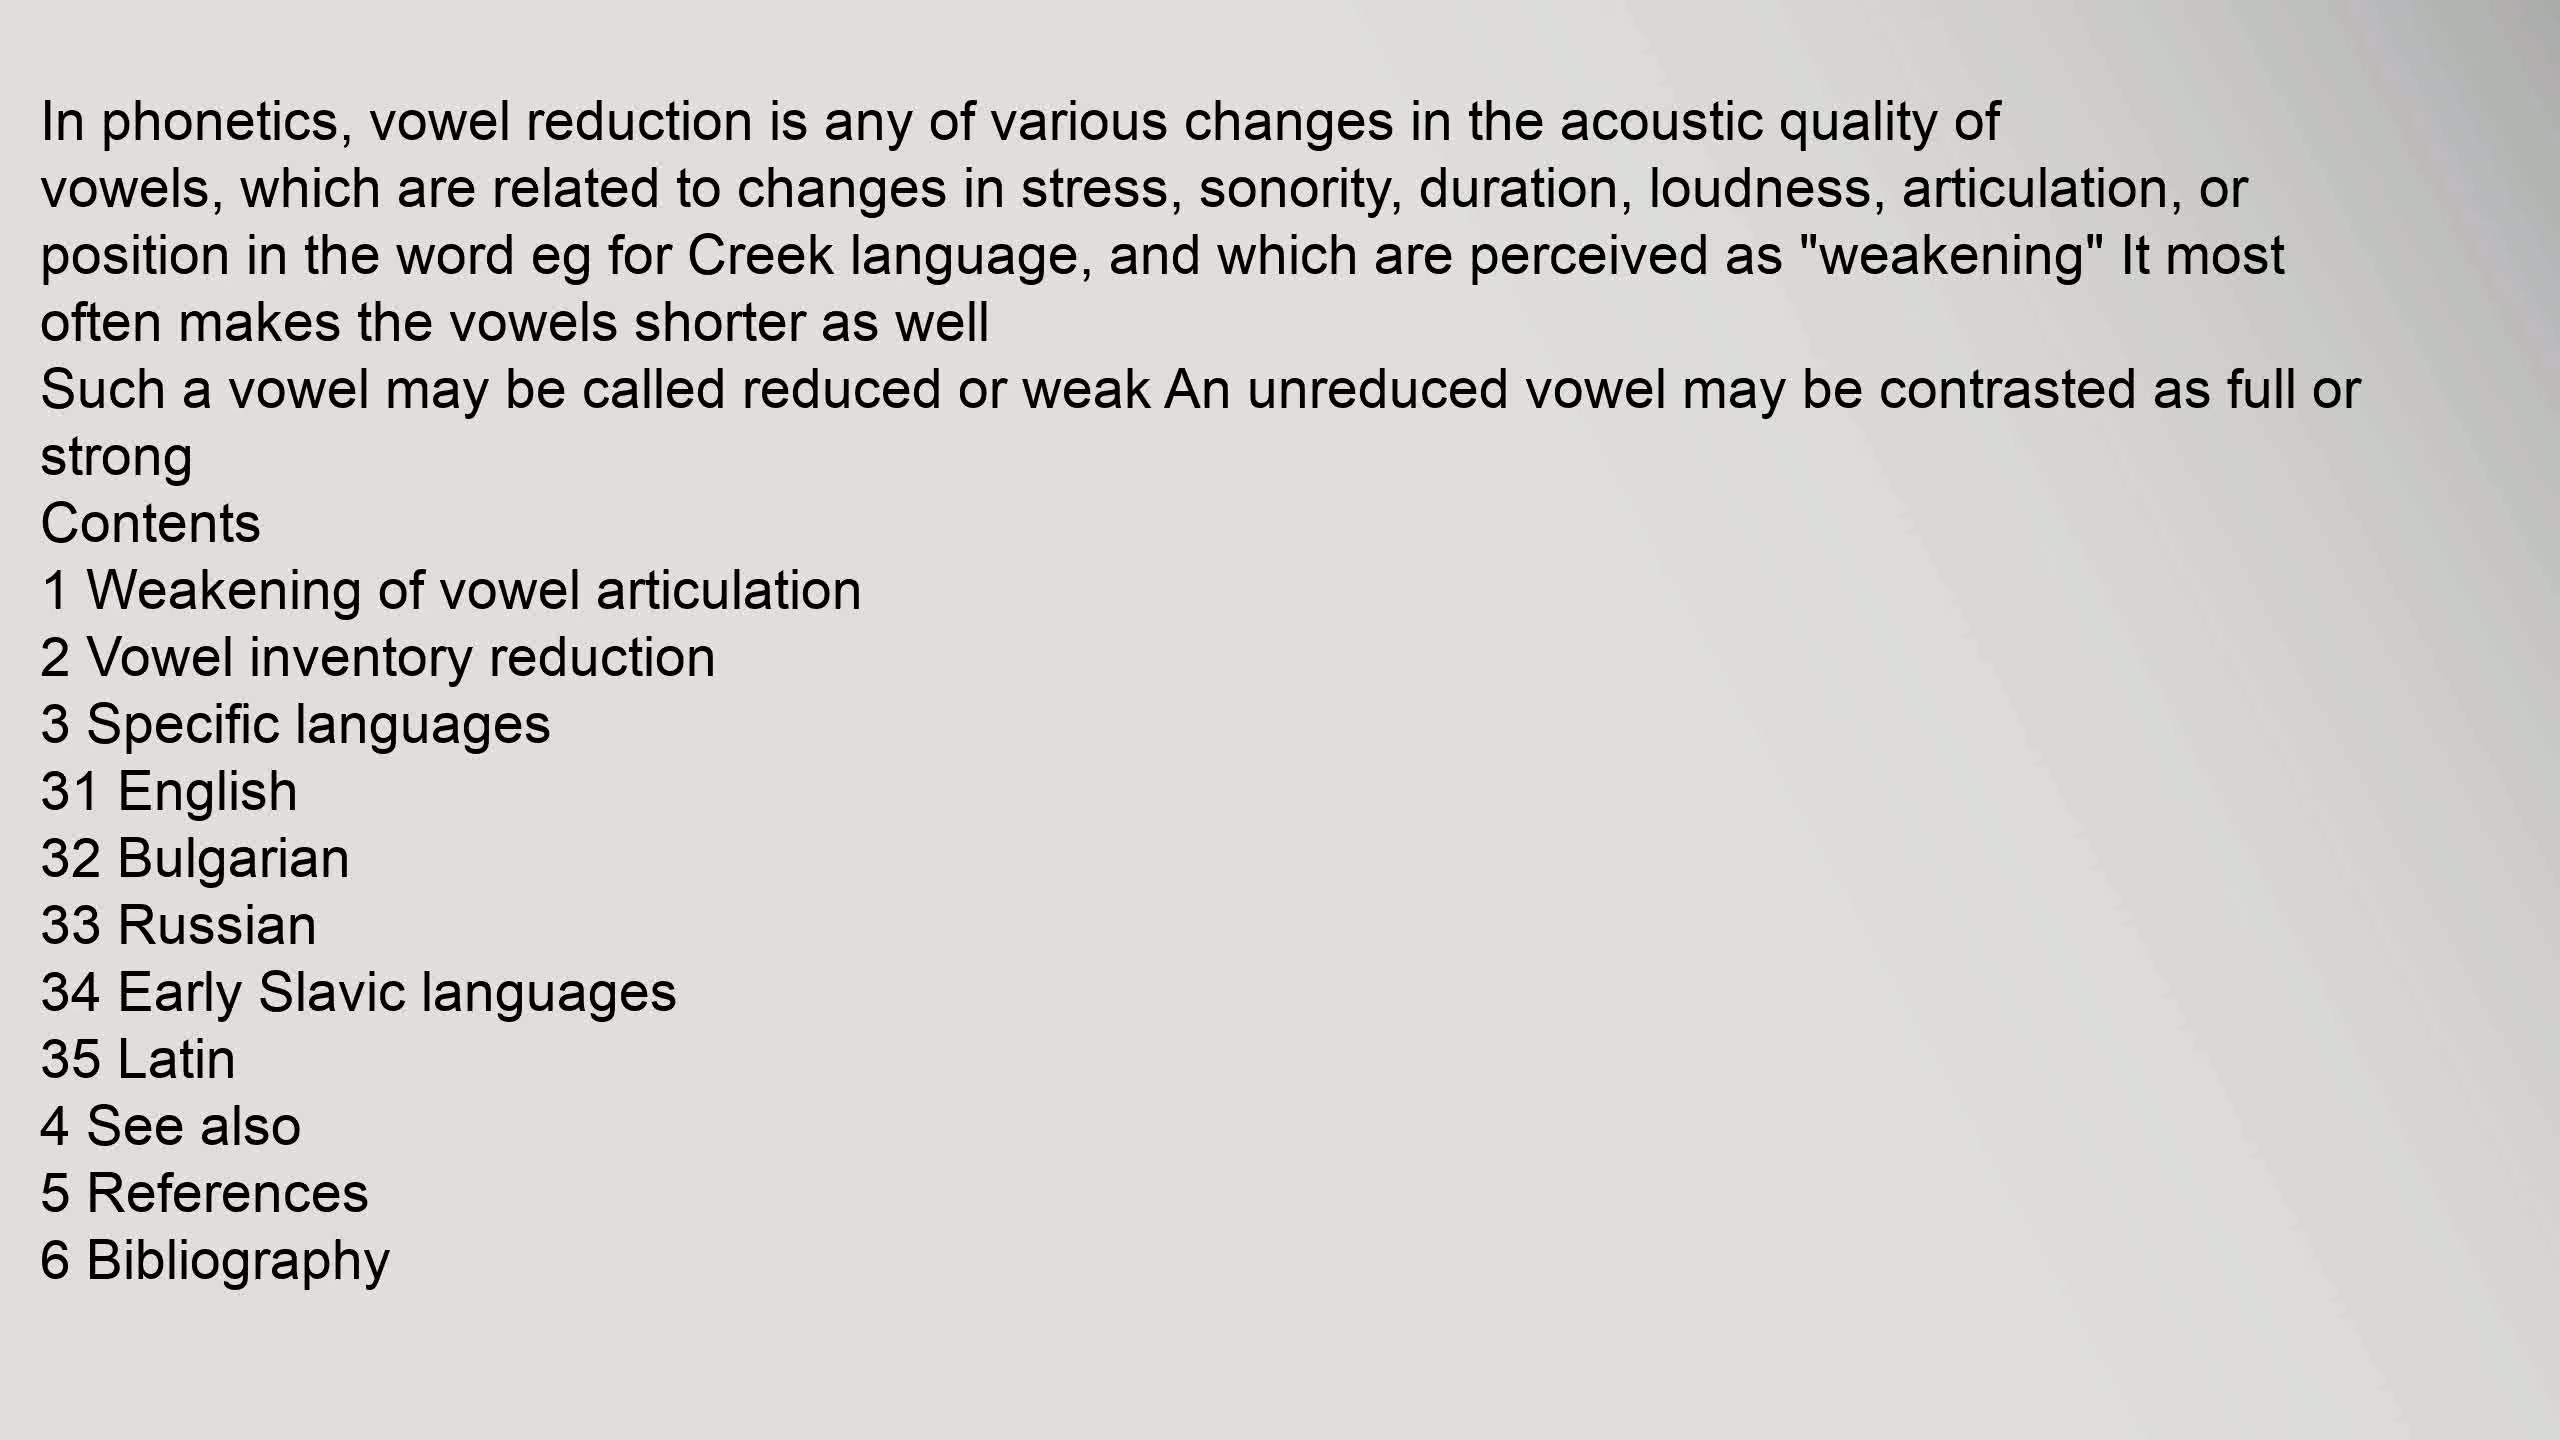 In phonetics, vowel reduction is any of various changes in the acoustic quality of
vowels, which are related to changes in stress, sonority, duration, loudness, articulation, or
position in the word eg for Creek language, and which are perceived as "weakening" It most
often makes the vowels shorter as well
Such a vowel may be called reduced or weak An unreduced vowel may be contrasted as full or
strong
Contents
1 Weakening of vowel articulation
2 Vowel inventory reduction
3 Specific languages
31 English
32 Bulgarian
33 Russian
34 Early Slavic languages
35 Latin
4 See also
5 References
6 Bibliography